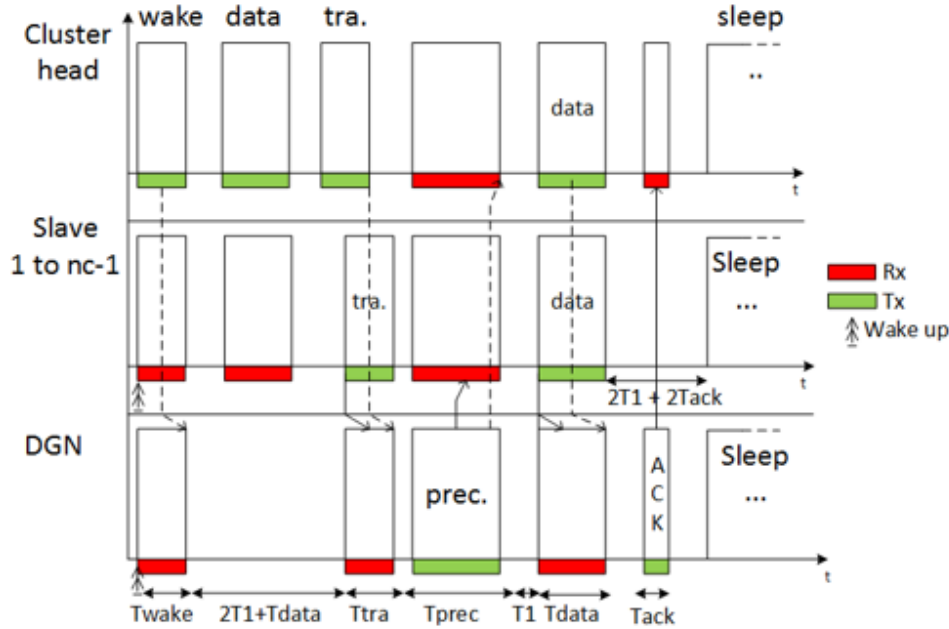 wake data tra. sleep
Cluster
head
..
data
t
Slave
1 to nc-1
Sleep
...
tra.
data
Rx
Tx
Wake up
t
2T1 + 2Tack
DGN
Sleep
...
prec.
A
C
K
t
Twake 2T1+Tdata Ttra Tprec T1 Tdata Tack